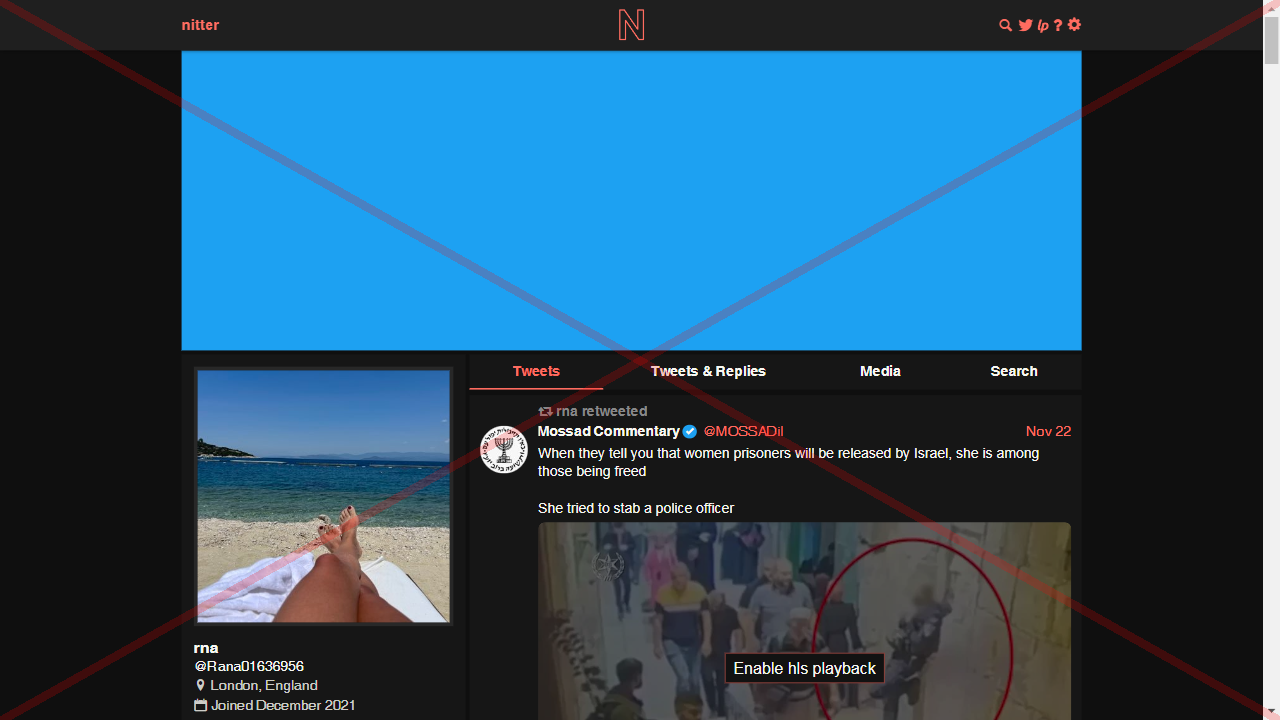 nitter
N
lp ?
Tweets
Tweets & Replies
Media
Search
rna retweeted
Mossad Commentary @MOSSADil Nov 22
When they tell you that women prisoners will be released by Israel, she is among
those being freed
She tried to stab a police officer
Enable hls playback
rna
@Rana01636956
London, England
Joined December 2021